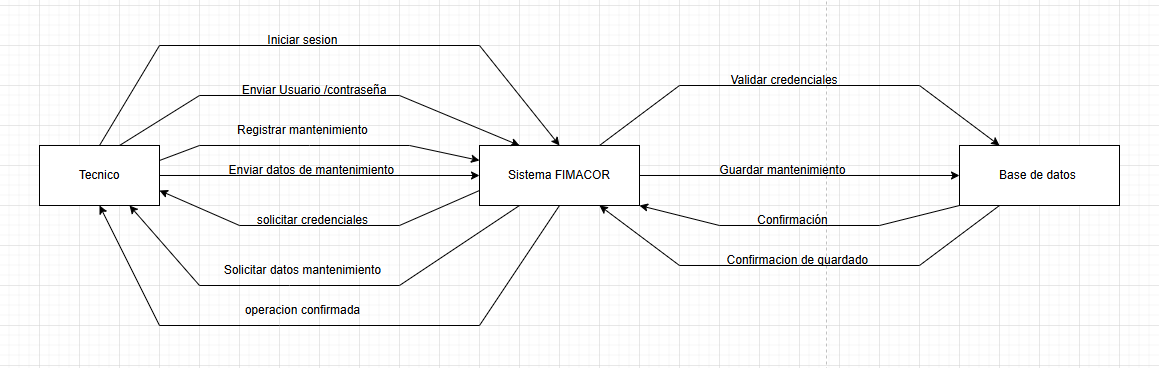 Iniciar sesion
Validar credenciales
Enviar Usuario /contraseña
Registrar mantenimiento
Enviar datos de mantenimiento
Guardar mantenimiento
Tecnico
Sistema FIMACOR
Base de datos
solicitar credenciales
Confirmación
Confirmacion de guardado
Solicitar datos mantenimiento
operacion confirmada